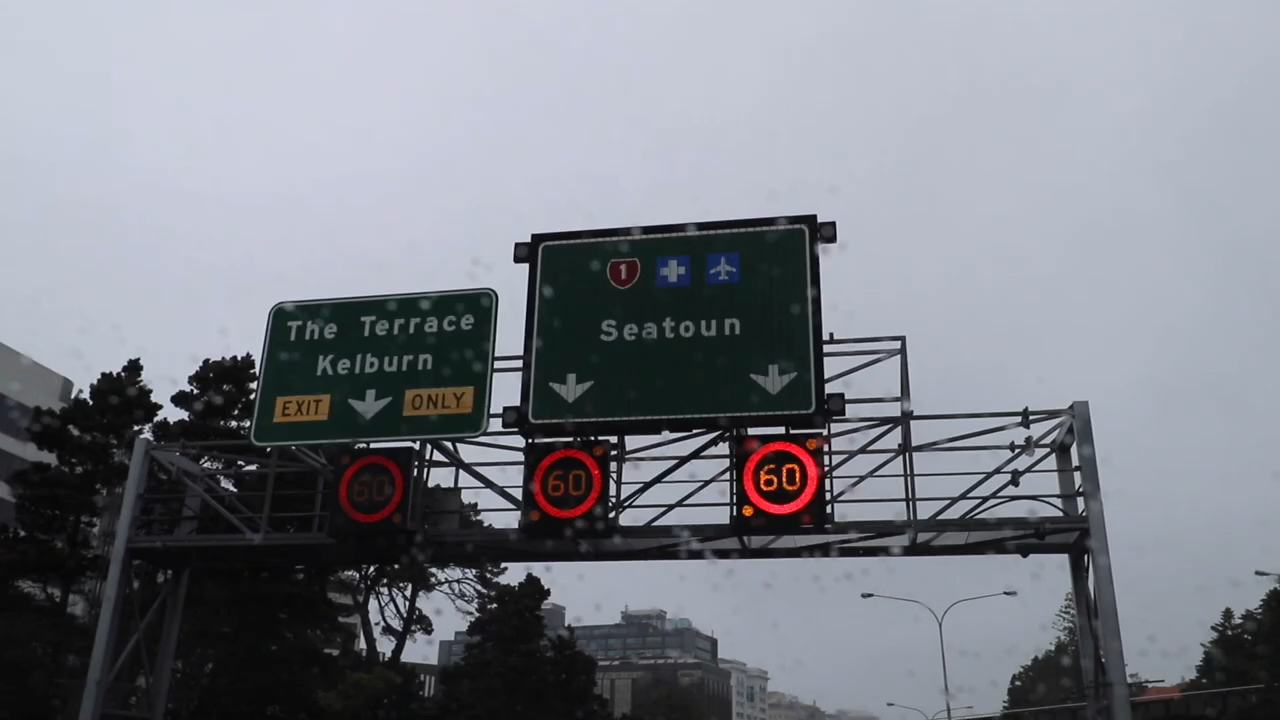 The Terrace
Kelburn
EXIT ONLY
1
Seatoun
60 60 60